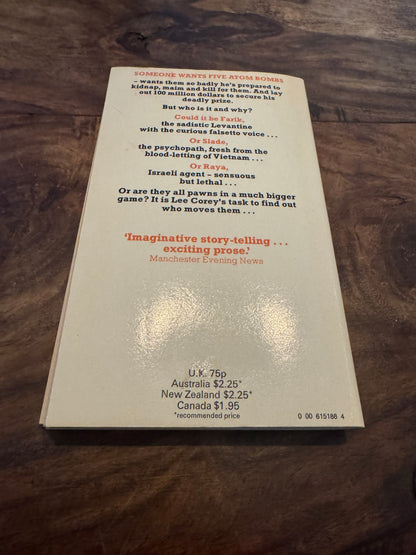 SOMEONE WANTS FIVE ATOM BOMBS
– wants them so badly he's prepared to
kidnap, maim and kill for them. And lay
out 100 million dollars to secure his
deadly prize.
But who is it and why?
Could it be Farik,
the sadistic Levantine
with the curious falsetto voice . . .
Or Slade,
the psychopath, fresh from the
blood-letting of Vietnam . . .
Or Raya,
Israeli agent – sensuous
but lethal . . .
Or are they all pawns in a much bigger
game? It is Lee Corey's task to find out
who moves them . . .
'Imaginative story-telling . . .
exciting prose.'
Manchester Evening News
U.K. 75p
Australia $2.25*
New Zealand $2.25*
Canada $1.95
*recommended price
0 00 615188 4